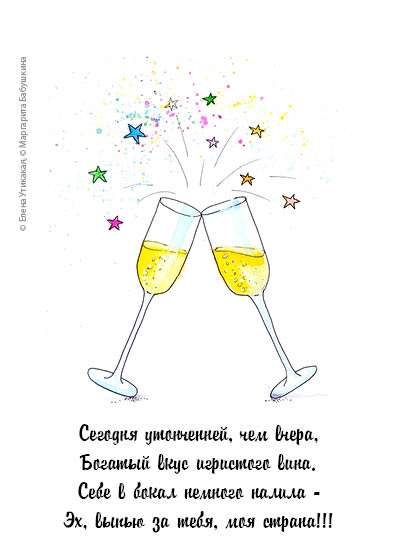 © Елена Утикакая, © Маргарита Бабушкина
Сегодня утонченней, чем вчера,
Богатый вкус игристого вина.
Себе в бокал немного налила -
Эх, выпью за тебя, моя страна!!!